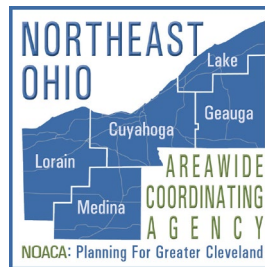 NORTHEAST
OHIO
Lake
Geauga
Cuyahoga
Lorain
Medina
AREAWIDE
COORDINATING
AGENCY
NOACA: Planning For Greater Cleveland